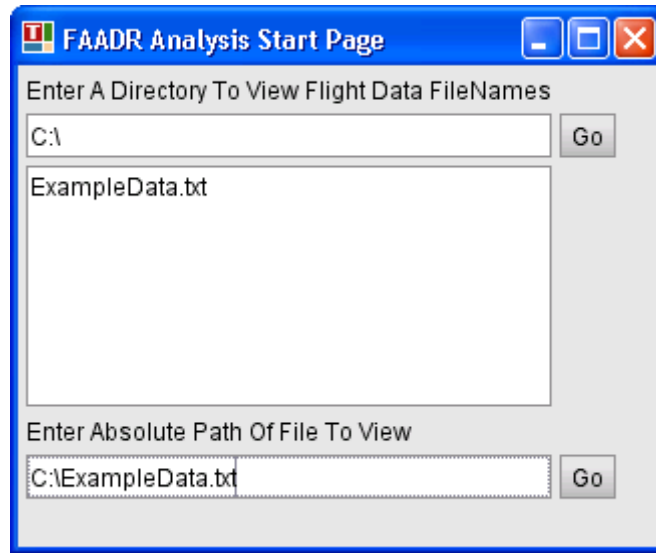 FAADR Analysis Start Page
Enter A Directory To View Flight Data FileNames
C:\
Go
ExampleData.txt
Enter Absolute Path Of File To View
C:\ExampleData.txt
Go